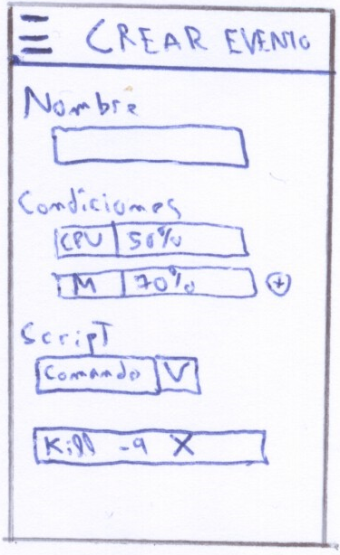 CREAR EVENTO
Nombre
Condiciones
CPU 50%
M 70% +
Script
Comando V
Kill -9 X